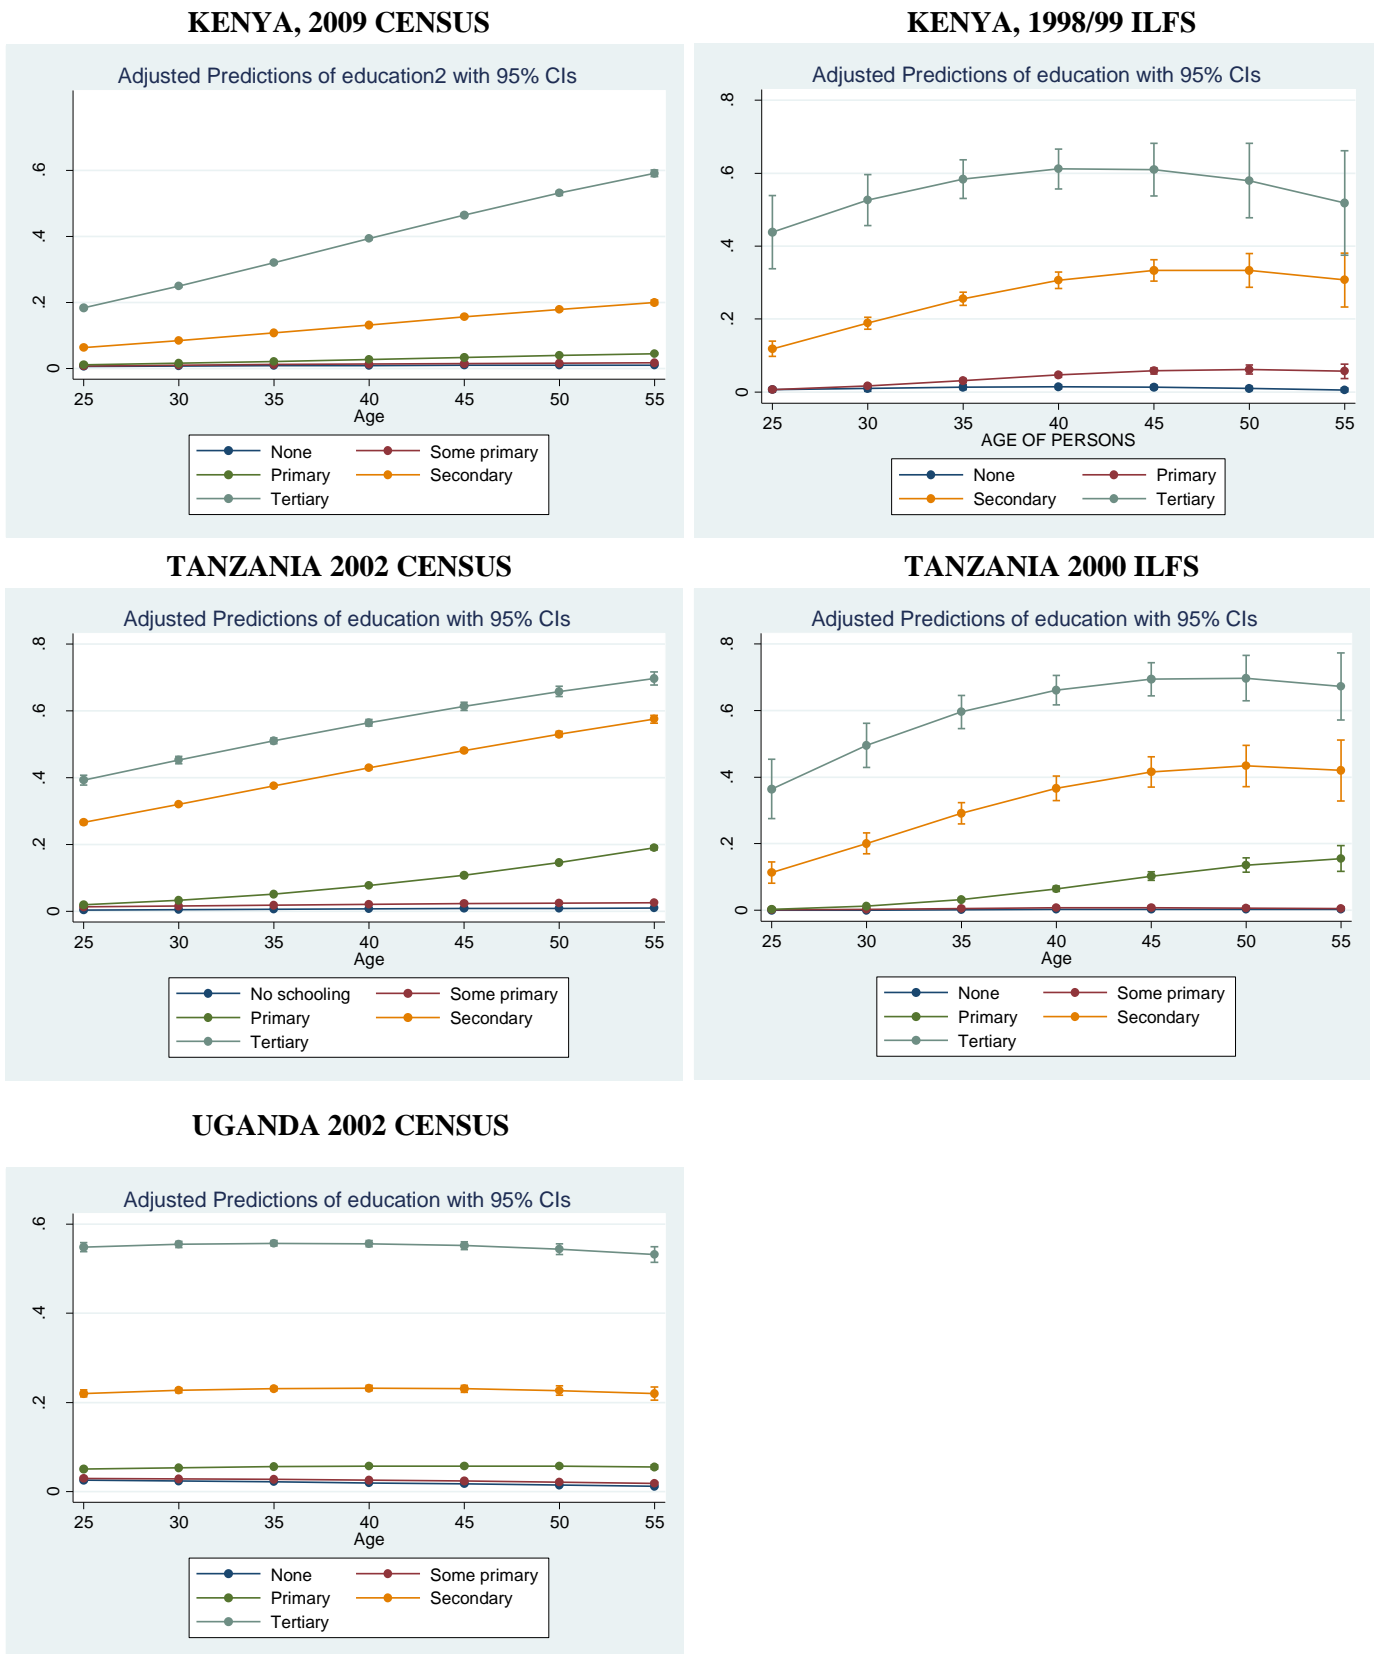 KENYA, 2009 CENSUS
Adjusted Predictions of education2 with 95% CIs
.6
.4
.2
0
25 30 35 40 45 50 55
Age
None Some primary
Primary Secondary
Tertiary
KENYA, 1998/99 ILFS
Adjusted Predictions of education with 95% CIs
.8
.6
.4
.2
0
25 30 35 40 45 50 55
AGE OF PERSONS
None Primary
Secondary Tertiary
TANZANIA 2002 CENSUS
Adjusted Predictions of education with 95% CIs
.8
.6
.4
.2
0
25 30 35 40 45 50 55
Age
No schooling Some primary
Primary Secondary
Tertiary
TANZANIA 2000 ILFS
Adjusted Predictions of education with 95% CIs
.8
.6
.4
.2
0
25 30 35 40 45 50 55
Age
None Some primary
Primary Secondary
Tertiary
UGANDA 2002 CENSUS
Adjusted Predictions of education with 95% CIs
.6
.4
.2
0
25 30 35 40 45 50 55
Age
None Some primary
Primary Secondary
Tertiary